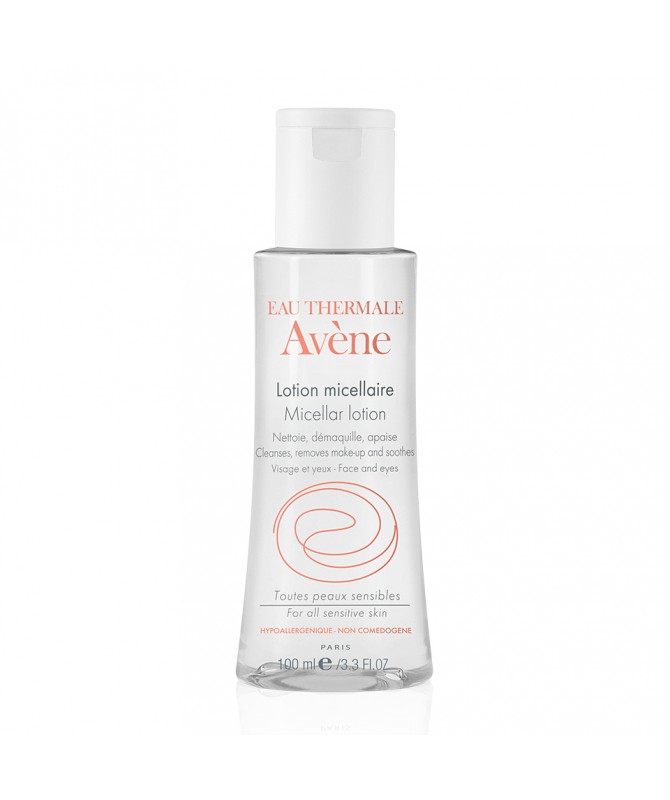 EAU THERMALE
Avène
Lotion micellaire
Micellar lotion
Nettoie, démaquille, apaise
Cleanses, removes make-up and soothes
Visage et yeux - Face and eyes
Toutes peaux sensibles
For all sensitive skin
HYPOALLERGENIQUE - NON COMEDOGENE
PARIS
100 ml e /3.3 FL.OZ